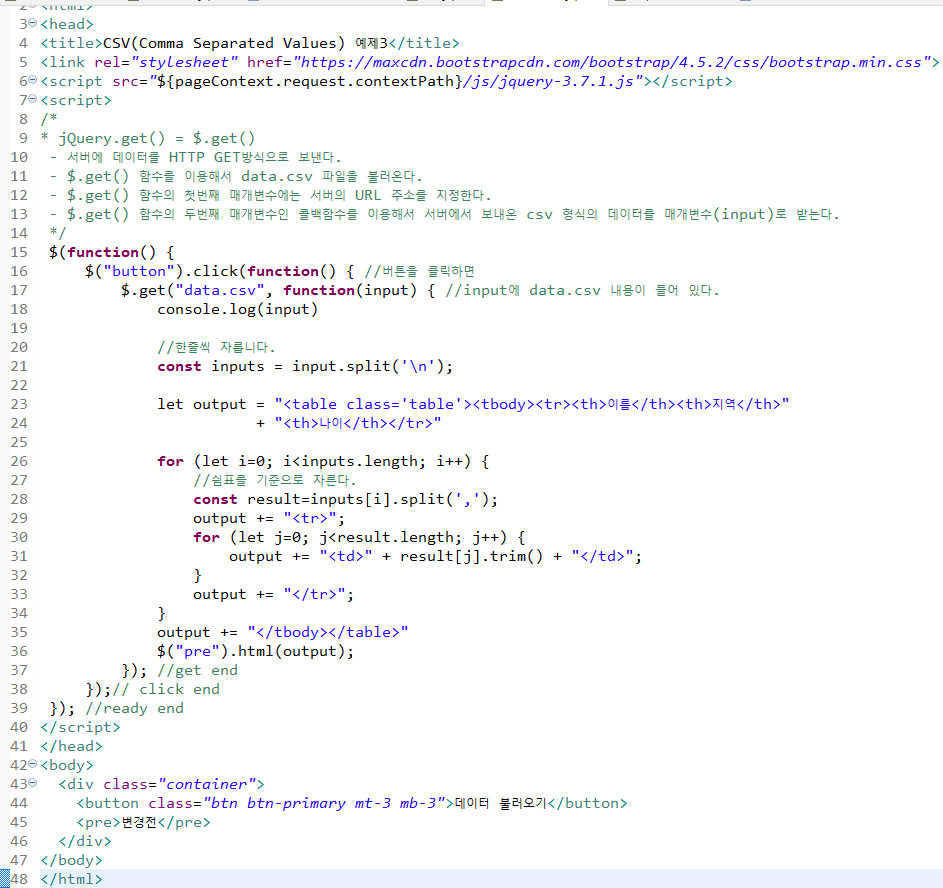 2 <html>
3 <head>
4 <title>CSV(Comma Separated Values) 예제3</title>
5 <link rel="stylesheet" href="https://maxcdn.bootstrapcdn.com/bootstrap/4.5.2/css/bootstrap.min.css">
6 <script src="${pageContext.request.contextPath}/js/jquery-3.7.1.js"></script>
7 <script>
8 /*
9 * jQuery.get() = $.get()
10 - 서버에 데이터를 HTTP GET방식으로 보낸다.
11 - $.get() 함수를 이용해서 data.csv 파일을 불러온다.
12 - $.get() 함수의 첫번째 매개변수에는 서버의 URL 주소를 지정한다.
13 - $.get() 함수의 두번째 매개변수인 콜백함수를 이용해서 서버에서 보내온 csv 형식의 데이터를 매개변수(input)로 받는다.
14 */
15 $(function() {
16 $("button").click(function() { //버튼을 클릭하면
17 $.get("data.csv", function(input) { //input에 data.csv 내용이 들어 있다.
18 console.log(input)
19
20 //한줄씩 자릅니다.
21 const inputs = input.split('\n');
22
23 let output = "<table class='table'><tbody><tr><th>이름</th><th>지역</th>"
24 + "<th>나이</th></tr>"
25
26 for (let i=0; i<inputs.length; i++) {
27 //쉼표를 기준으로 자른다.
28 const result=inputs[i].split(',');
29 output += "<tr>";
30 for (let j=0; j<result.length; j++) {
31 output += "<td>" + result[j].trim() + "</td>";
32 }
33 output += "</tr>";
34 }
35 output += "</tbody></table>"
36 $("pre").html(output);
37 }); //get end
38 });// click end
39 }); //ready end
40 </script>
41 </head>
42 <body>
43 <div class="container">
44 <button class="btn btn-primary mt-3 mb-3">데이터 불러오기</button>
45 <pre>변경전</pre>
46 </div>
47 </body>
48 </html>